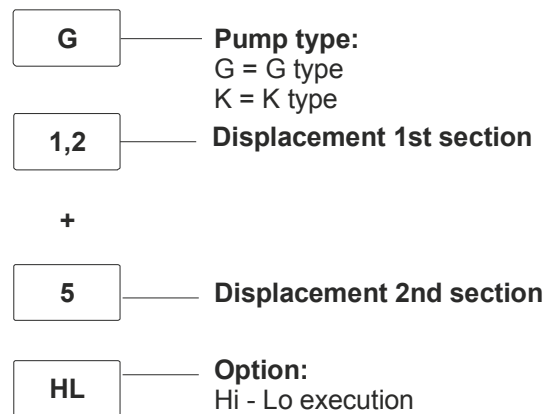 G
Pump type:
G = G type
K = K type
1,2
Displacement 1st section
+
5
Displacement 2nd section
HL
Option:
Hi - Lo execution